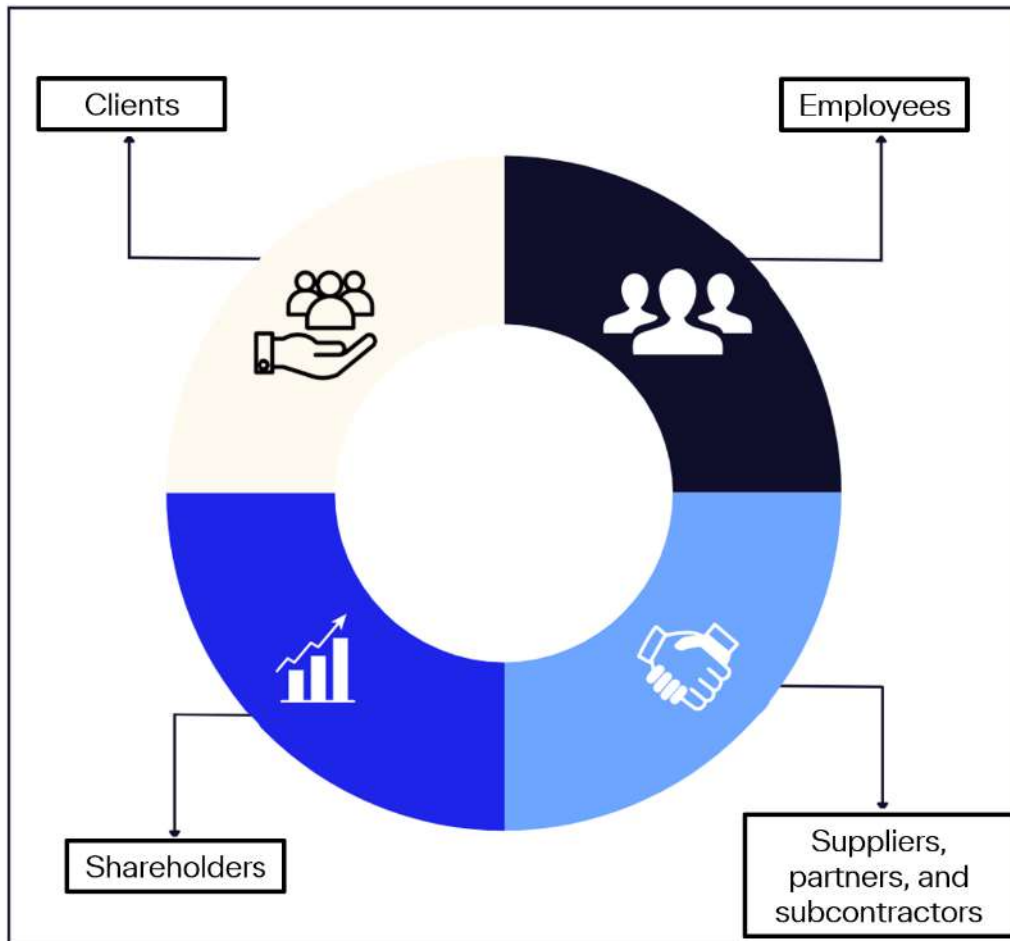 Clients
Employees
Shareholders
Suppliers,
partners, and
subcontractors